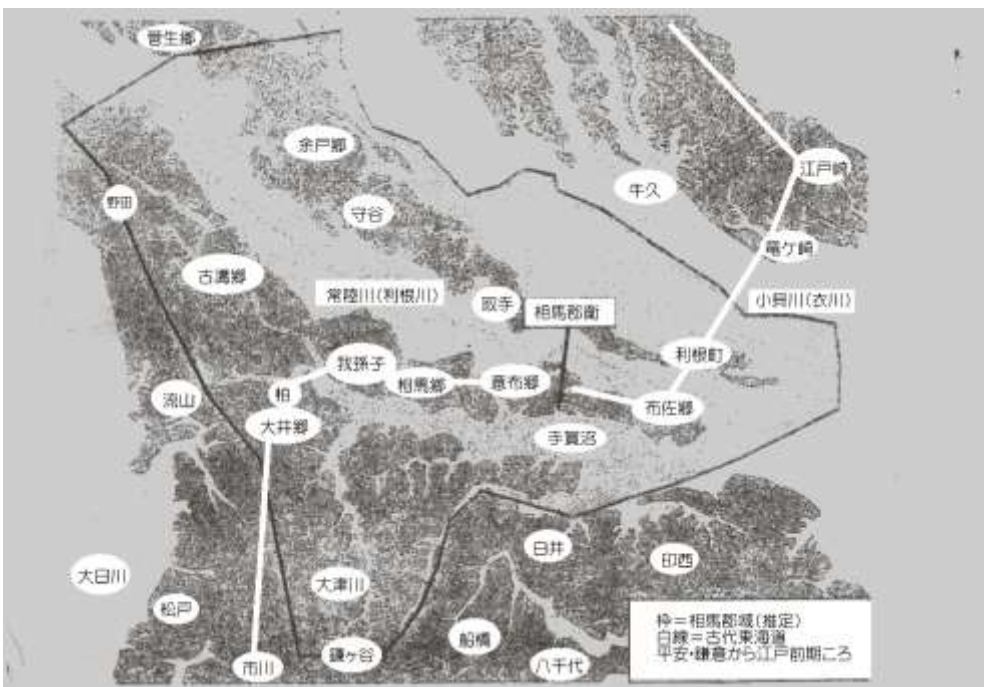 菅生郷
余戸郷
江戸崎
牛久
野田
守谷
竜ケ崎
古溝郷
常陸川(利根川)
取手
相馬郡衙
小貝川(衣川)
利根町
我孫子
相馬郷
意布郷
柏
流山
布佐郷
大井郷
手賀沼
臼井
印西
大日川
大津川
松戸
船橋
市川
鎌ヶ谷
八千代
枠=相馬郡域(推定)
白線=古代東海道
平安・鎌倉から江戸前期ころ